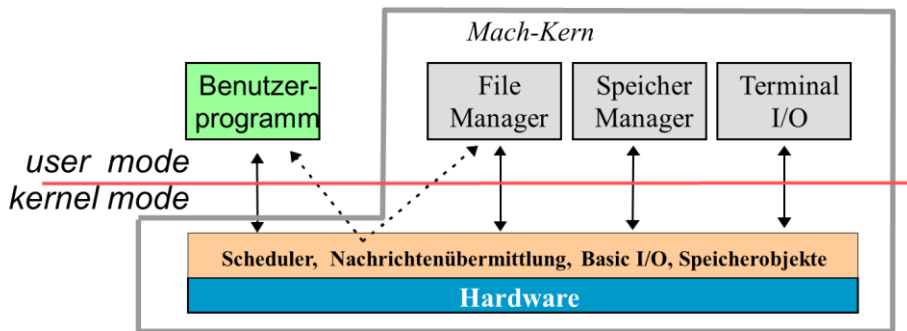 Mach-Kern
Benutzer-
programm
File
Manager
Speicher
Manager
Terminal
I/O
user mode
kernel mode
Scheduler, Nachrichtenübermittlung, Basic I/O, Speicherobjekte
Hardware